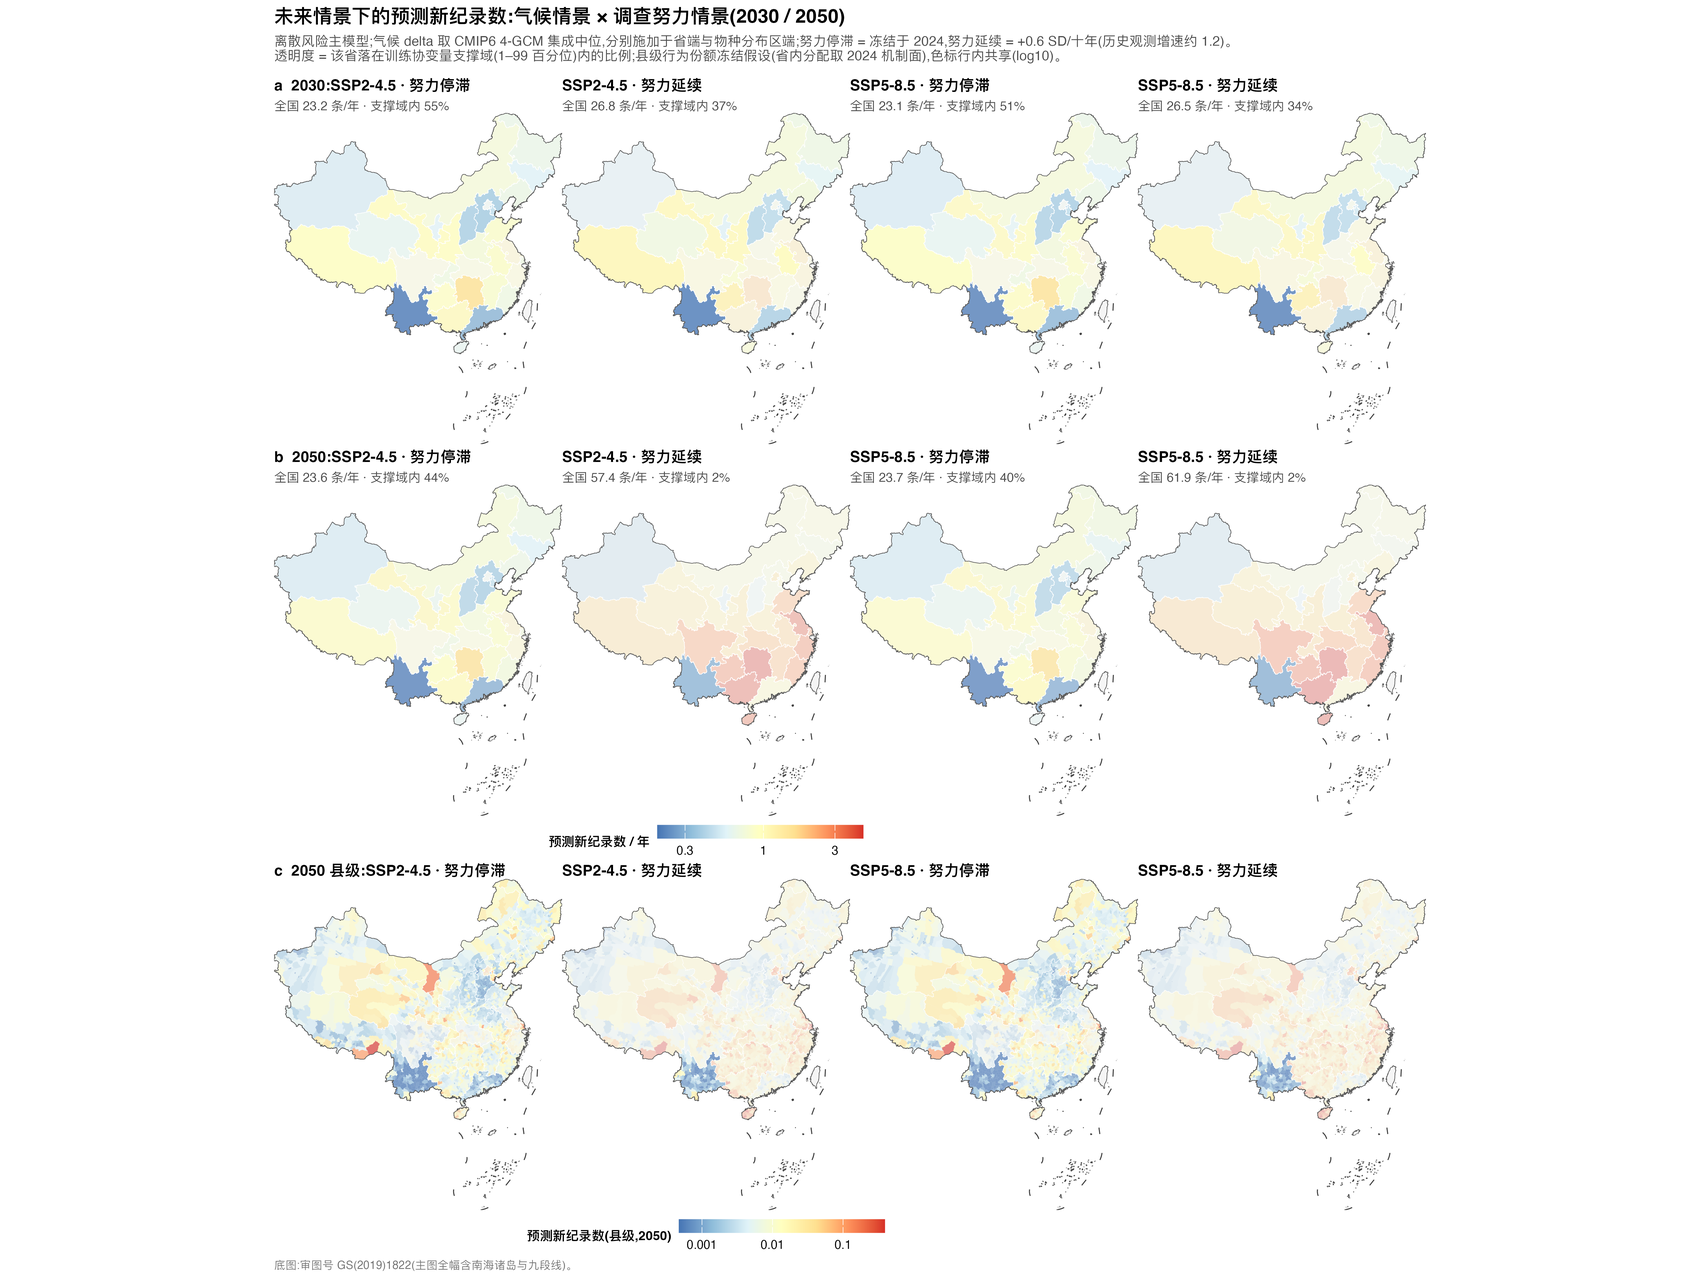 未来情景下的预测新纪录数:气候情景 × 调查努力情景(2030 / 2050)
离散风险主模型;气候 delta 取 CMIP6 4-GCM 集成中位,分别施加于省端与物种分布区端;努力停滞 = 冻结于 2024,努力延续 = +0.6 SD/十年(历史观测增速约 1.2)。
透明度 = 该省落在训练协变量支撑域(1–99 百分位)内的比例;县级行为份额冻结假设(省内分配取 2024 机制面),色标行内共享(log10)。
a 2030:SSP2-4.5 · 努力停滞
SSP2-4.5 · 努力延续
SSP5-8.5 · 努力停滞
SSP5-8.5 · 努力延续
全国 23.2 条/年 · 支撑域内 55%
全国 26.8 条/年 · 支撑域内 37%
全国 23.1 条/年 · 支撑域内 51%
全国 26.5 条/年 · 支撑域内 34%
b 2050:SSP2-4.5 · 努力停滞
SSP2-4.5 · 努力延续
SSP5-8.5 · 努力停滞
SSP5-8.5 · 努力延续
全国 23.6 条/年 · 支撑域内 44%
全国 57.4 条/年 · 支撑域内 2%
全国 23.7 条/年 · 支撑域内 40%
全国 61.9 条/年 · 支撑域内 2%
预测新纪录数 / 年
0.3 1 3
c 2050 县级:SSP2-4.5 · 努力停滞
SSP2-4.5 · 努力延续
SSP5-8.5 · 努力停滞
SSP5-8.5 · 努力延续
预测新纪录数(县级,2050)
0.001 0.01 0.1
底图:审图号 GS(2019)1822(主图全幅含南海诸岛与九段线)。